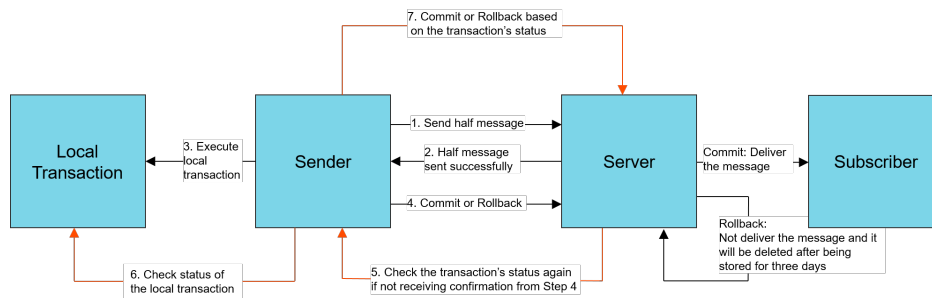 7. Commit or Rollback based
on the transaction's status
Local
Transaction
3. Execute
local
transaction
Sender
1. Send half message
2. Half message
sent successfully
4. Commit or Rollback
Server
Commit: Deliver
the message
Subscriber
Rollback:
Not deliver the message and it
will be deleted after being
stored for three days
6. Check status of
the local transaction
5. Check the transaction's status again
if not receiving confirmation from Step 4